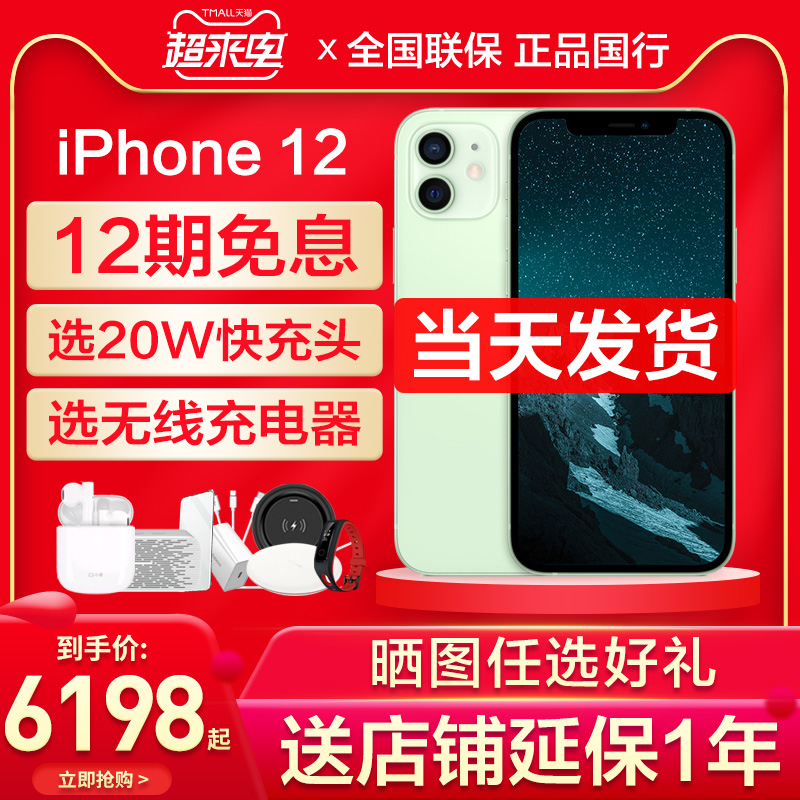 TMALL天猫
超来电 x 全国联保 正品国行
iPhone 12
12期免息
选20W快充头
当天发货
选无线充电器
到手价:
6198起
立即抢购 >
晒图任选好礼
送店铺延保1年